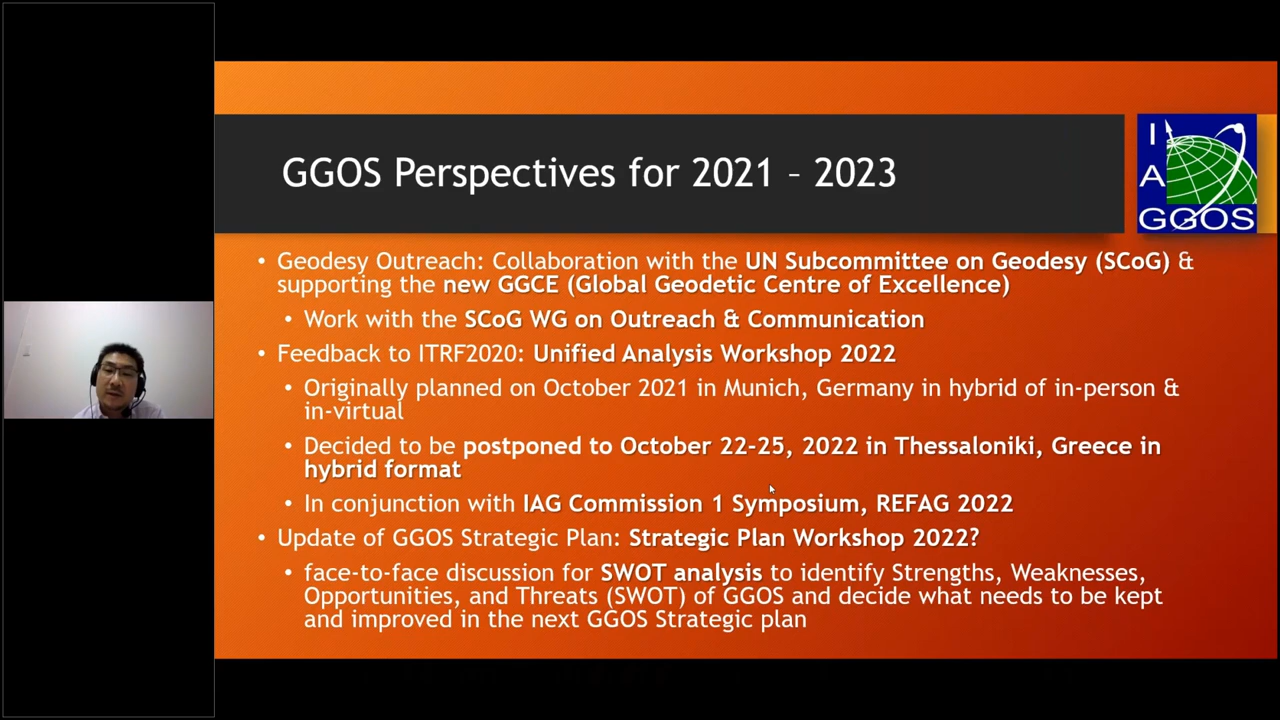 GGOS Perspectives for 2021 – 2023
I
A
GGOS
• Geodesy Outreach: Collaboration with the UN Subcommittee on Geodesy (SCoG) &
supporting the new GGCE (Global Geodetic Centre of Excellence)
• Work with the SCoG WG on Outreach & Communication
• Feedback to ITRF2020: Unified Analysis Workshop 2022
• Originally planned on October 2021 in Munich, Germany in hybrid of in-person &
in-virtual
• Decided to be postponed to October 22-25, 2022 in Thessaloniki, Greece in
hybrid format
• In conjunction with IAG Commission 1 Symposium, REFAG 2022
• Update of GGOS Strategic Plan: Strategic Plan Workshop 2022?
• face-to-face discussion for SWOT analysis to identify Strengths, Weaknesses,
Opportunities, and Threats (SWOT) of GGOS and decide what needs to be kept
and improved in the next GGOS Strategic plan